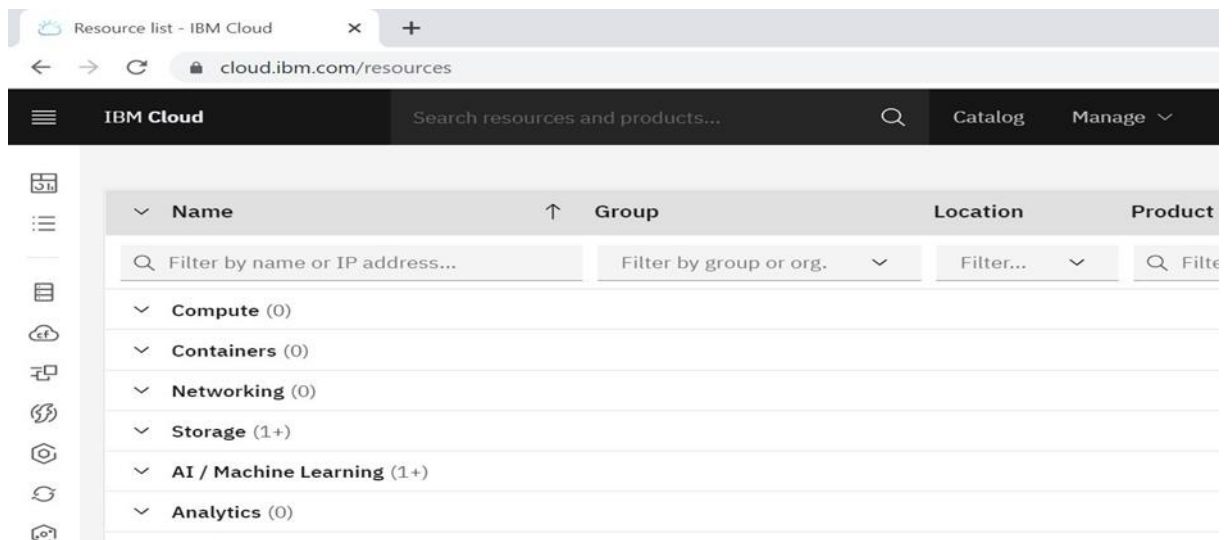 Resource list - IBM Cloud
cloud.ibm.com/resources
IBM Cloud Search resources and products... Catalog Manage
Name Group Location Product
Filter by name or IP address... Filter by group or org. Filter... Filte
Compute (0)
Containers (0)
Networking (0)
Storage (1+)
AI / Machine Learning (1+)
Analytics (0)